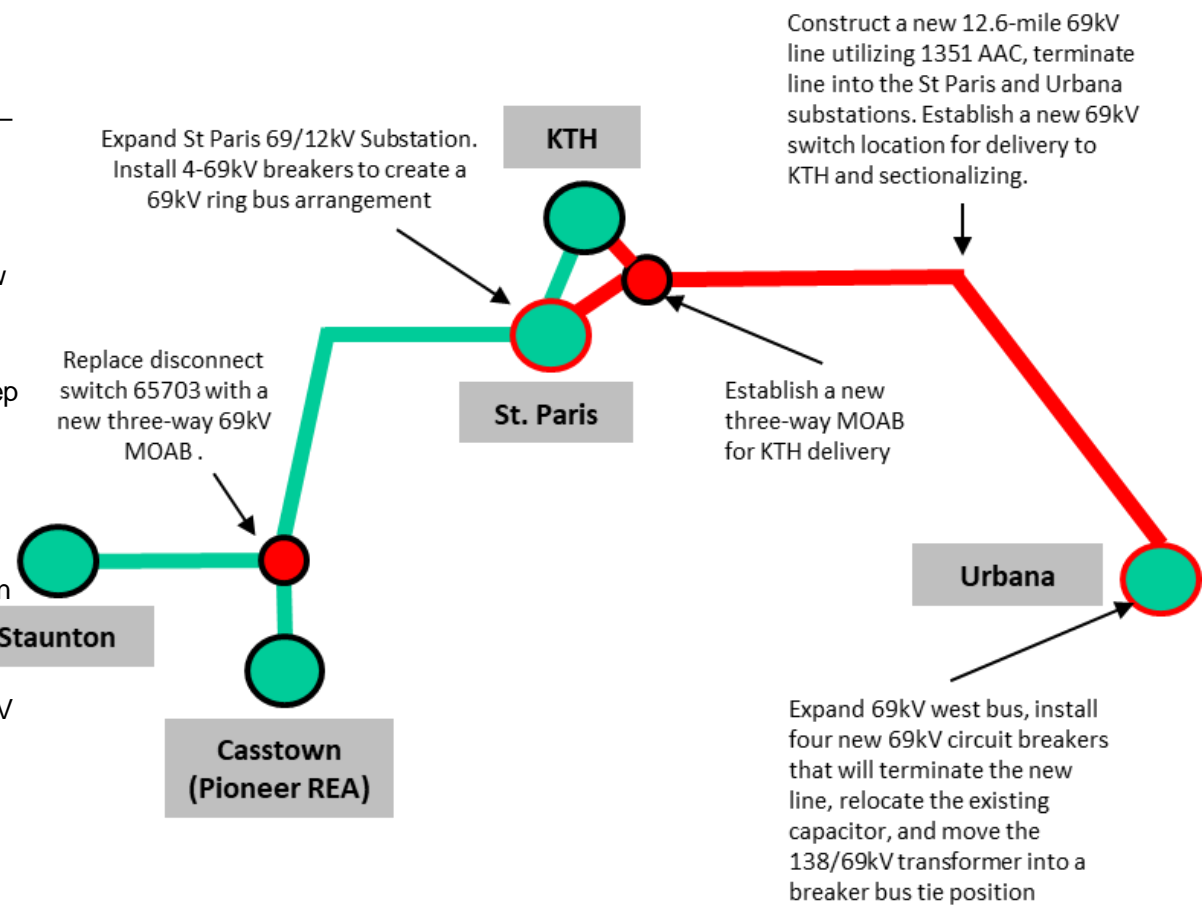 Construct a new 12.6-mile 69kV
line utilizing 1351 AAC, terminate
line into the St Paris and Urbana
substations. Establish a new 69kV
switch location for delivery to
KTH and sectionalizing.
Expand St Paris 69/12kV Substation.
Install 4-69kV breakers to create a
69kV ring bus arrangement
KTH
Replace disconnect
switch 65703 with a
new three-way 69kV
MOAB .
St. Paris
Establish a new
three-way MOAB
for KTH delivery
Urbana
Staunton
Casstown
(Pioneer REA)
Expand 69kV west bus, install
four new 69kV circuit breakers
that will terminate the new
line, relocate the existing
capacitor, and move the
138/69kV transformer into a
breaker bus tie position